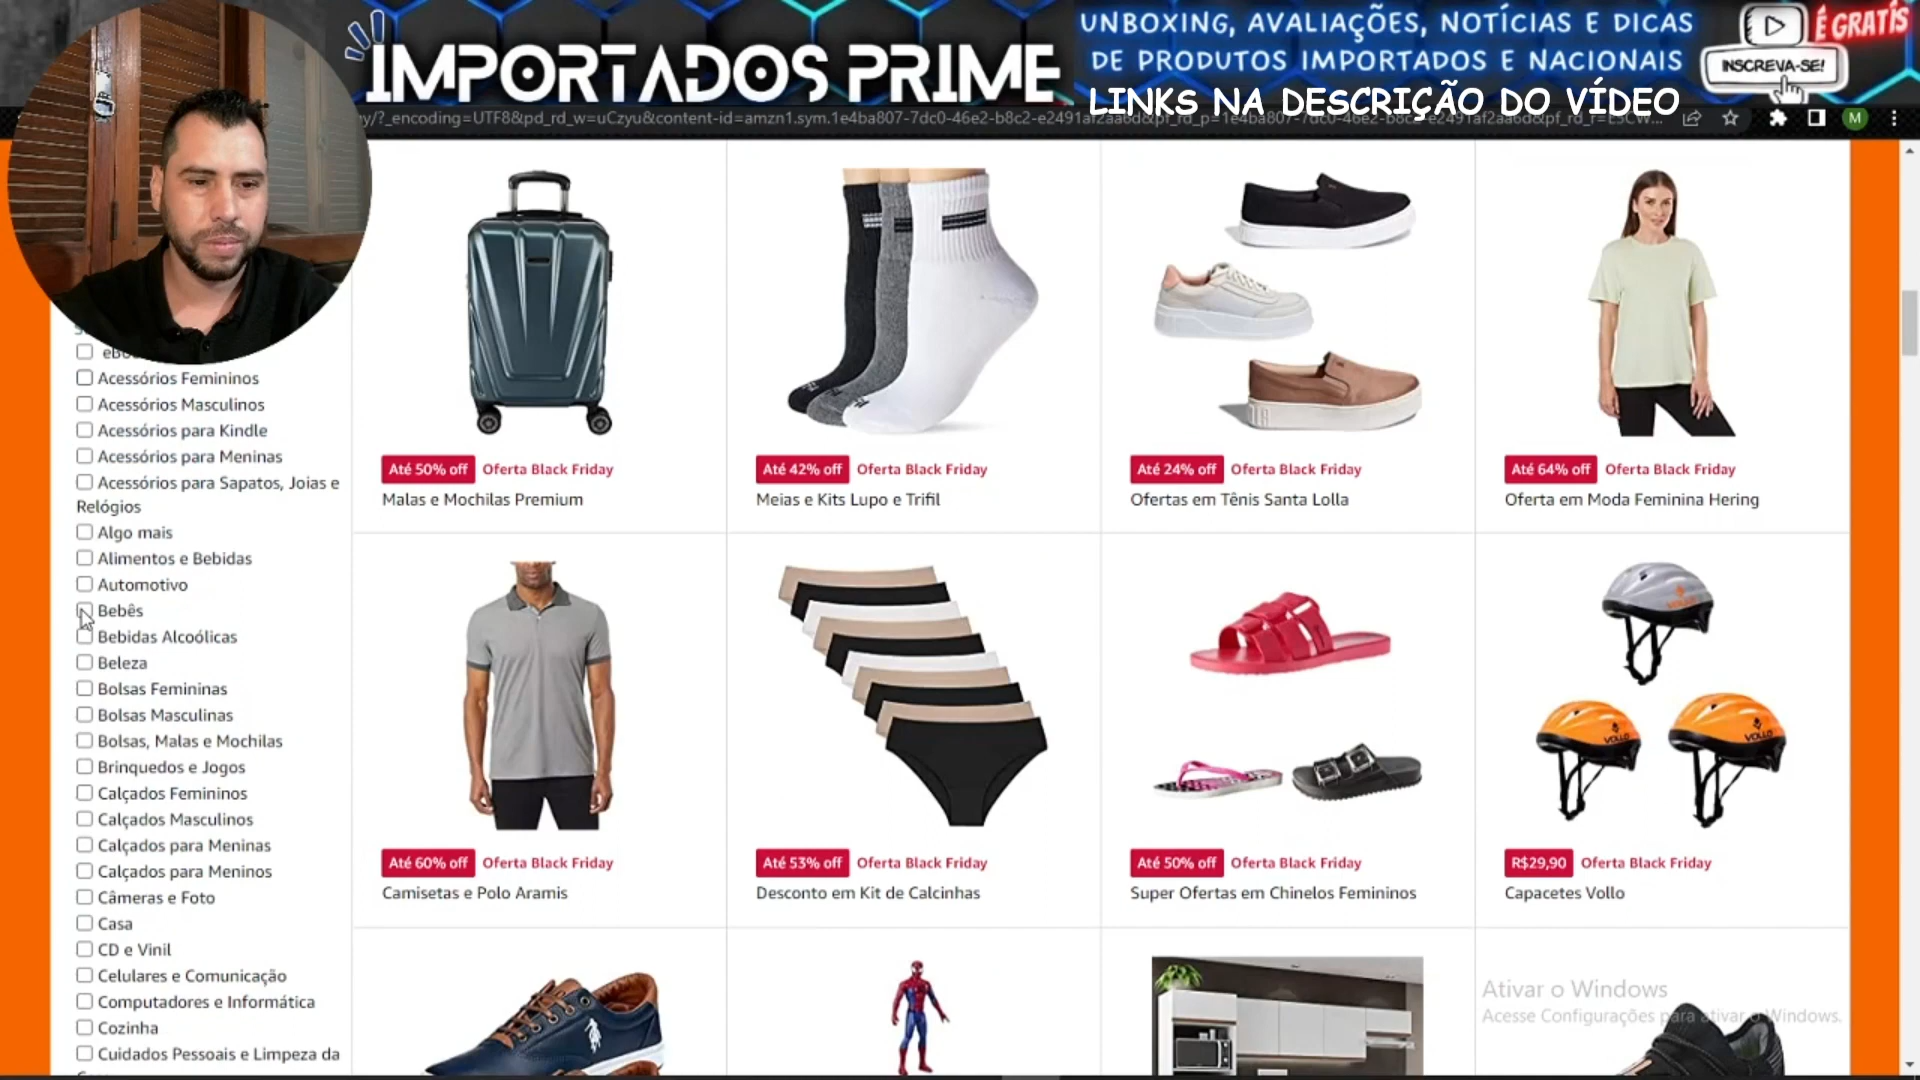 IMPORTADOS PRIME
UNBOXING, AVALIAÇÕES, NOTÍCIAS E DICAS
DE PRODUTOS IMPORTADOS E NACIONAIS
LINKS NA DESCRIÇÃO DO VÍDEO
É GRATÍS
INSCREVA-SE!
M
Acessórios Femininos
Acessórios Masculinos
Acessórios para Kindle
Acessórios para Meninas
Acessórios para Sapatos, Joias e
Relógios
Algo mais
Alimentos e Bebidas
Automotivo
Bebês
Bebidas Alcoólicas
Beleza
Bolsas Femininas
Bolsas Masculinas
Bolsas, Malas e Mochilas
Brinquedos e Jogos
Calçados Femininos
Calçados Masculinos
Calçados para Meninas
Calçados para Meninos
Câmeras e Foto
Casa
CD e Vinil
Celulares e Comunicação
Computadores e Informática
Cozinha
Cuidados Pessoais e Limpeza da
Até 50% off Oferta Black Friday
Malas e Mochilas Premium
Até 42% off Oferta Black Friday
Meias e Kits Lupo e Trifil
Até 24% off Oferta Black Friday
Ofertas em Tênis Santa Lolla
Até 64% off Oferta Black Friday
Oferta em Moda Feminina Hering
Até 60% off Oferta Black Friday
Camisetas e Polo Aramis
Até 53% off Oferta Black Friday
Desconto em Kit de Calcinhas
Até 50% off Oferta Black Friday
Super Ofertas em Chinelos Femininos
VOLLO
VOLLO
R$29,90 Oferta Black Friday
Capacetes Vollo
Ativar o Windows
Acesse Configurações para ativar o Windows.